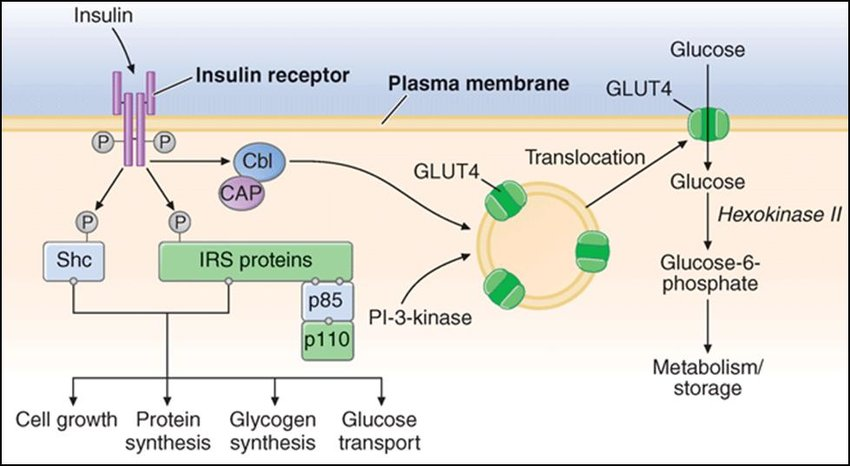 Insulin
Insulin receptor
Plasma membrane
Glucose
GLUT4
P
P
Cbl
CAP
GLUT4
Translocation
Glucose
Hexokinase II
P
P
Shc
IRS proteins
Glucose-6-
phosphate
p85
p110
PI-3-kinase
Metabolism/
storage
Cell growth
Protein
synthesis
Glycogen
synthesis
Glucose
transport